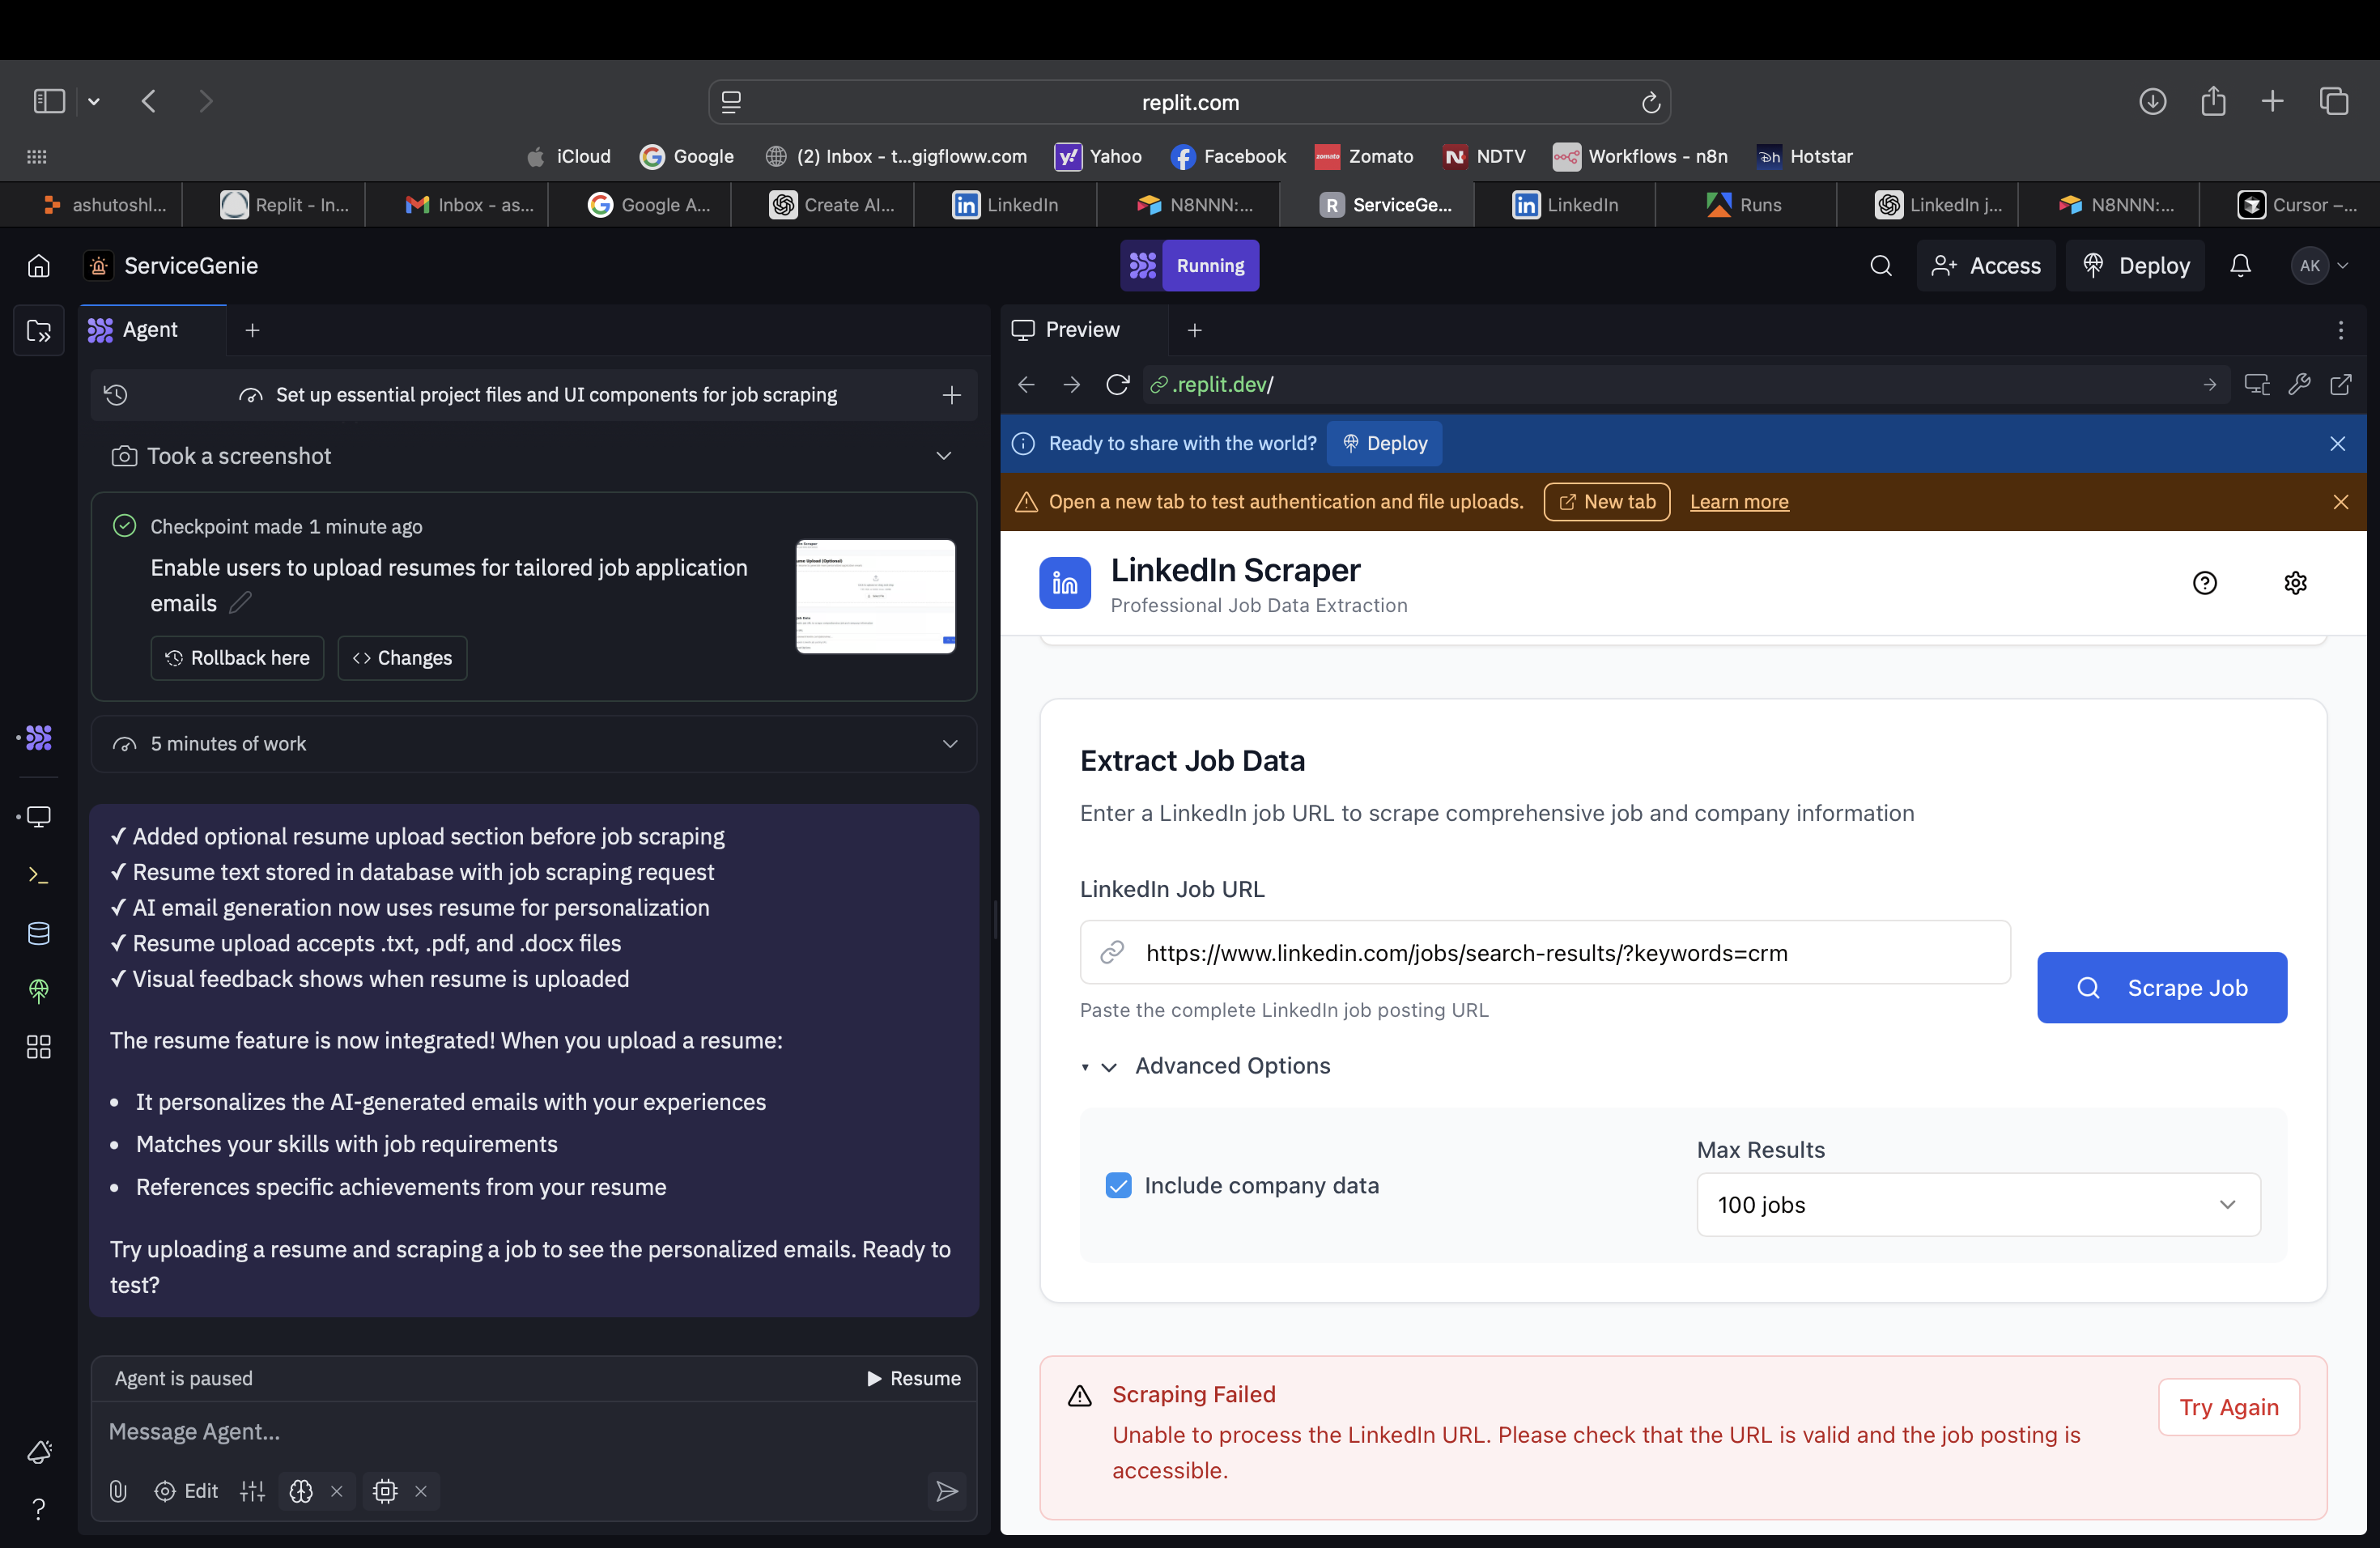 replit.com
iCloud
Google
(2) Inbox - t...gigfloww.com
Yahoo
Facebook
Zomato
NDTV
Workflows - n8n
Hotstar
ashutoshl...
Replit - In...
Inbox - as...
Google A...
Create AI...
LinkedIn
N8NNN:...
ServiceGe...
LinkedIn
Runs
LinkedIn j...
N8NNN:...
Cursor –...
ServiceGenie
Running
Access
Deploy
AK
Agent
Set up essential project files and UI components for job scraping
Took a screenshot
Checkpoint made 1 minute ago
Enable users to upload resumes for tailored job application
emails
Rollback here
Changes
5 minutes of work
✓ Added optional resume upload section before job scraping
✓ Resume text stored in database with job scraping request
✓ AI email generation now uses resume for personalization
✓ Resume upload accepts .txt, .pdf, and .docx files
✓ Visual feedback shows when resume is uploaded
The resume feature is now integrated! When you upload a resume:
• It personalizes the AI-generated emails with your experiences
• Matches your skills with job requirements
• References specific achievements from your resume
Try uploading a resume and scraping a job to see the personalized emails. Ready to
test?
Agent is paused
Resume
Message Agent...
Edit
Preview
.replit.dev/
Ready to share with the world?
Deploy
Open a new tab to test authentication and file uploads.
New tab
Learn more
in
LinkedIn Scraper
Professional Job Data Extraction
Extract Job Data
Enter a LinkedIn job URL to scrape comprehensive job and company information
LinkedIn Job URL
https://www.linkedin.com/jobs/search-results/?keywords=crm
Scrape Job
Paste the complete LinkedIn job posting URL
Advanced Options
Include company data
Max Results
100 jobs
Scraping Failed
Unable to process the LinkedIn URL. Please check that the URL is valid and the job posting is
accessible.
Try Again